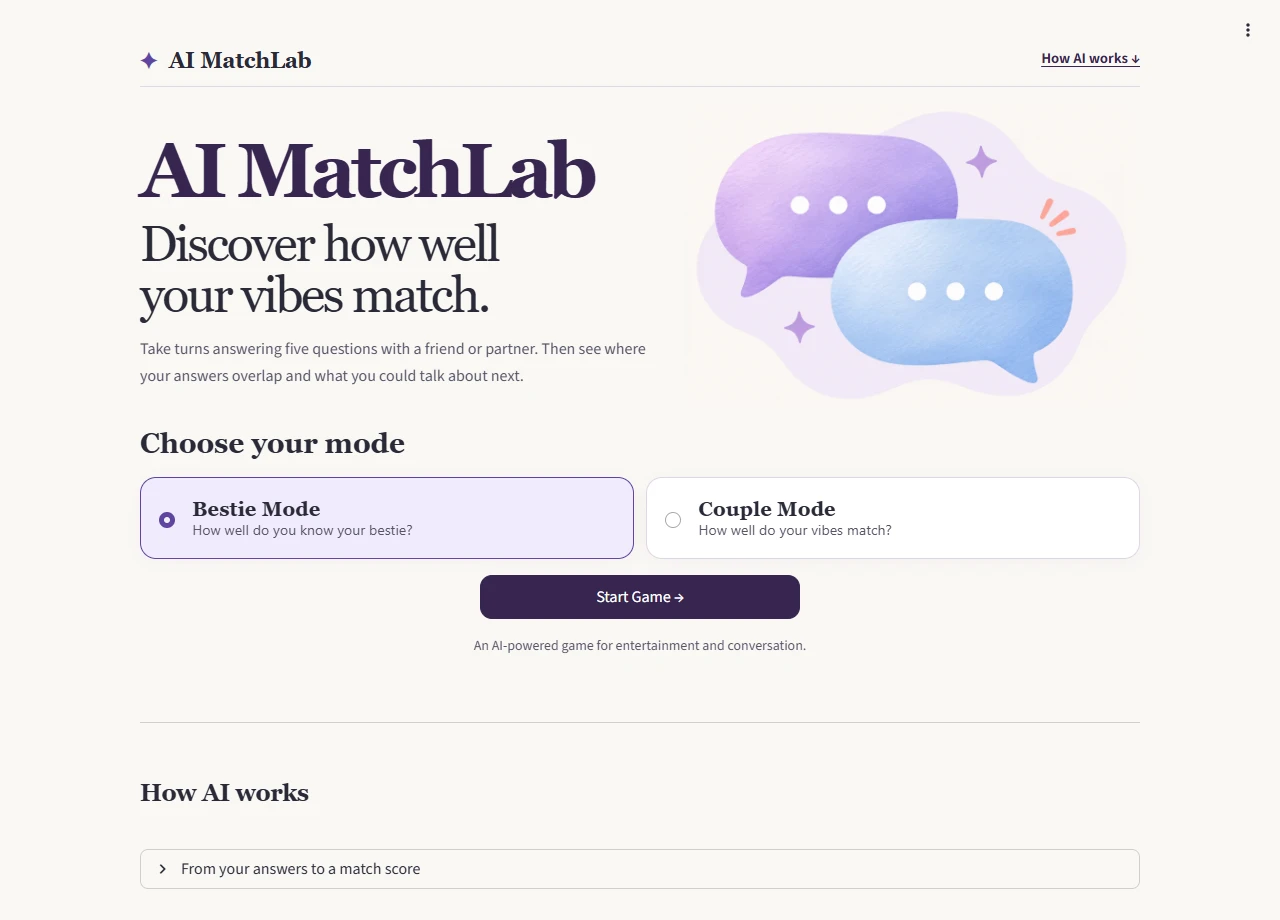 AI MatchLab
How AI works ↓
AI MatchLab
Discover how well
your vibes match.
Take turns answering five questions with a friend or partner. Then see where
your answers overlap and what you could talk about next.
Choose your mode
Bestie Mode
How well do you know your bestie?
Couple Mode
How well do your vibes match?
Start Game →
An AI-powered game for entertainment and conversation.
How AI works
From your answers to a match score